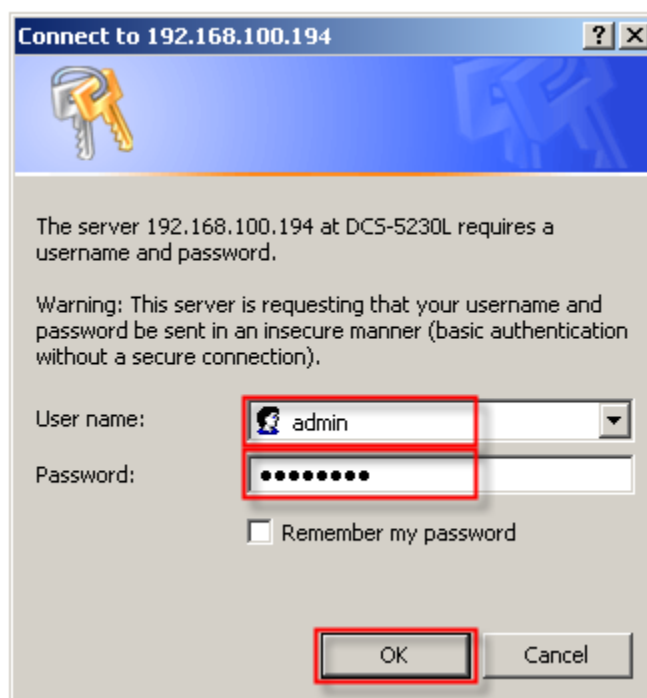 Connect to 192.168.100.194
The server 192.168.100.194 at DCS-5230L requires a
username and password.
Warning: This server is requesting that your username and
password be sent in an insecure manner (basic authentication
without a secure connection).
User name: admin
Password: ••••••••
Remember my password
OK Cancel